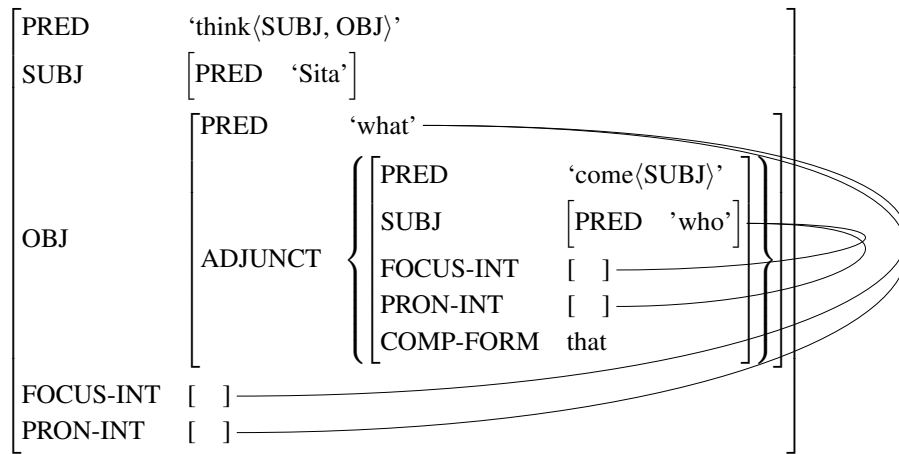 PRED ‘think⟨SUBJ, OBJ⟩’
SUBJ [PRED ‘Sita’]
PRED ‘what’
PRED ‘come⟨SUBJ⟩’
SUBJ [PRED ’who’]
OBJ
ADJUNCT
FOCUS-INT [ ]
PRON-INT [ ]
COMP-FORM that
FOCUS-INT [ ]
PRON-INT [ ]